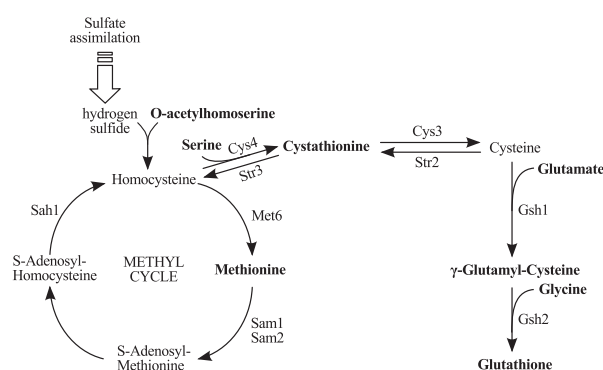 Sulfate
assimilation
hydrogen
sulfide
O-acetylhomoserine
Serine
Cys4
Cystathionine
Cys3
Cysteine
Str3
Str2
Homocysteine
Glutamate
Sah1
Met6
Gsh1
S-Adenosyl-
Homocysteine
METHYL
CYCLE
Methionine
γ-Glutamyl-Cysteine
Glycine
Sam1
Sam2
Gsh2
S-Adenosyl-
Methionine
Glutathione